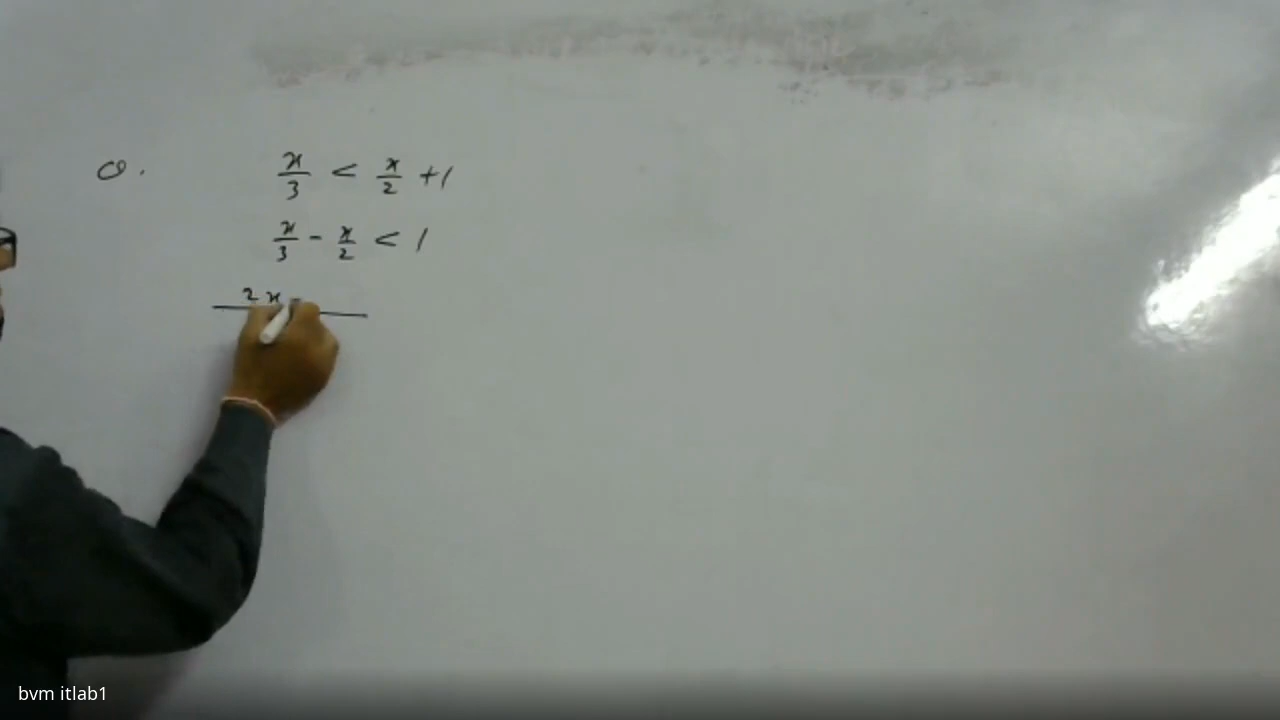 Q. x/3 < x/2 + 1
x/3 - x/2 < 1
2x
bvm itlab1